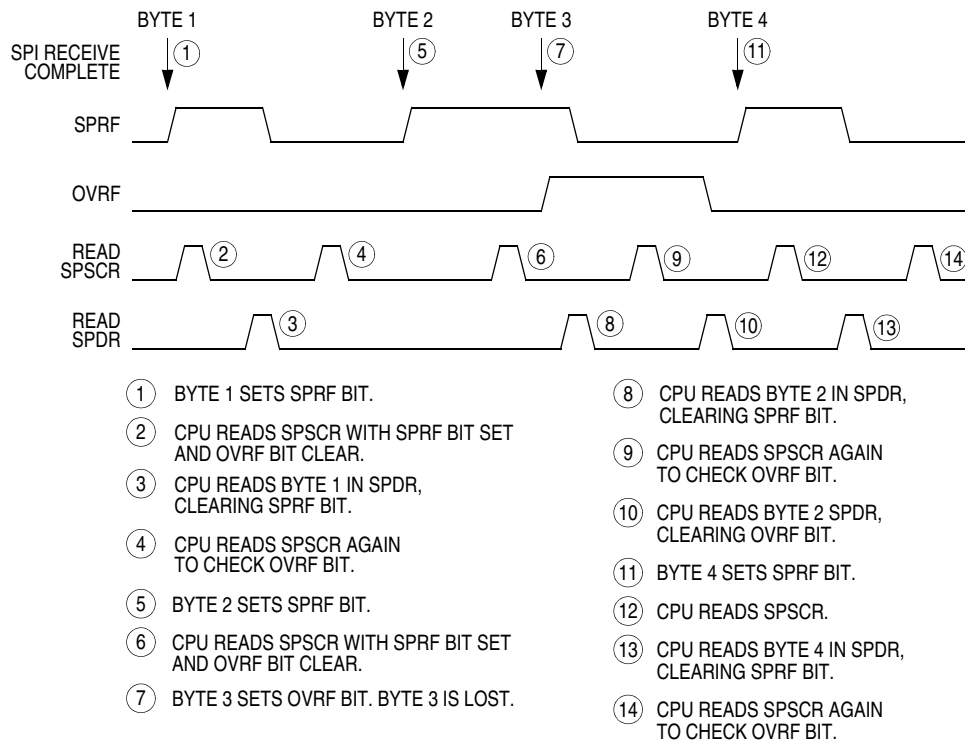 BYTE 1 BYTE 2 BYTE 3 BYTE 4
SPI RECEIVE
COMPLETE
1 5 7 11
SPRF
OVRF
READ
SPSCR
2 4 6 9 12 14
READ
SPDR
3 8 10 13
1 BYTE 1 SETS SPRF BIT.
2 CPU READS SPSCR WITH SPRF BIT SET
AND OVRF BIT CLEAR.
3 CPU READS BYTE 1 IN SPDR,
CLEARING SPRF BIT.
4 CPU READS SPSCR AGAIN
TO CHECK OVRF BIT.
5 BYTE 2 SETS SPRF BIT.
6 CPU READS SPSCR WITH SPRF BIT SET
AND OVRF BIT CLEAR.
7 BYTE 3 SETS OVRF BIT. BYTE 3 IS LOST.
8 CPU READS BYTE 2 IN SPDR,
CLEARING SPRF BIT.
9 CPU READS SPSCR AGAIN
TO CHECK OVRF BIT.
10 CPU READS BYTE 2 SPDR,
CLEARING OVRF BIT.
11 BYTE 4 SETS SPRF BIT.
12 CPU READS SPSCR.
13 CPU READS BYTE 4 IN SPDR,
CLEARING SPRF BIT.
14 CPU READS SPSCR AGAIN
TO CHECK OVRF BIT.